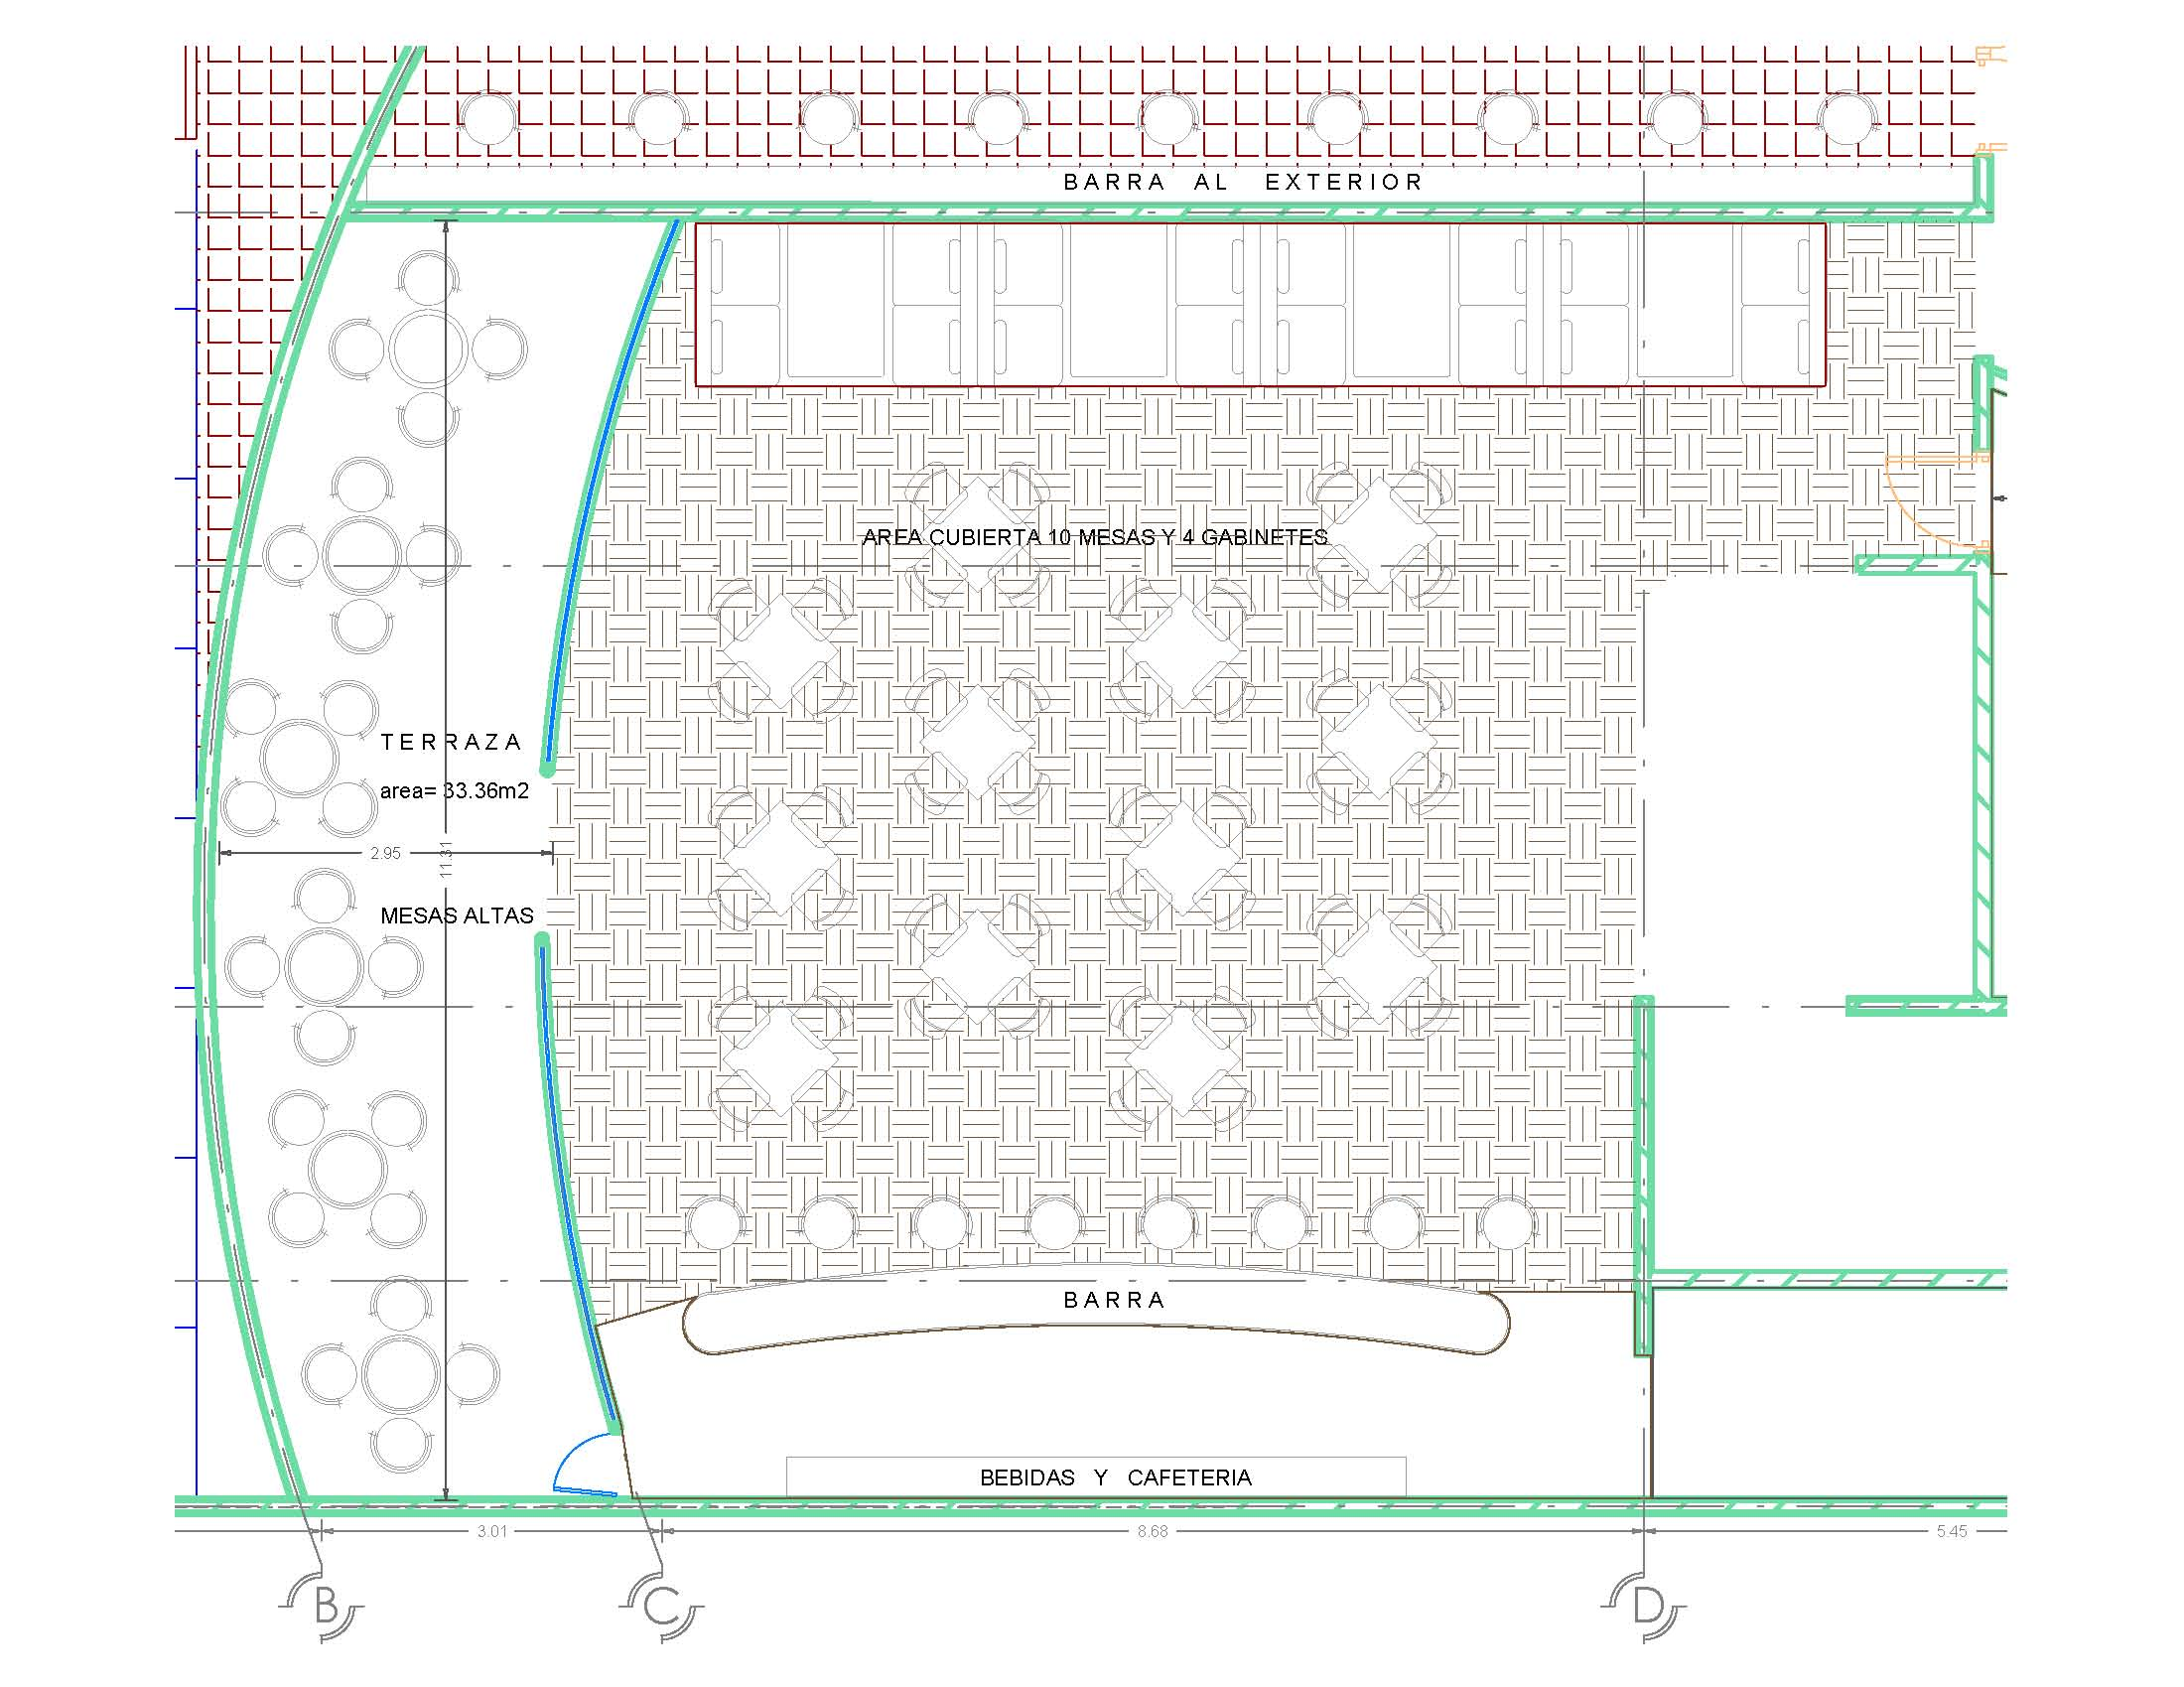 BARRA AL EXTERIOR
AREA CUBIERTA 10 MESAS Y 4 GABINETES
TERRAZA
area= 33.36m2
2.95
11.31
MESAS ALTAS
BARRA
BEBIDAS Y CAFETERIA
3.01
8.68
5.45
B
C
D